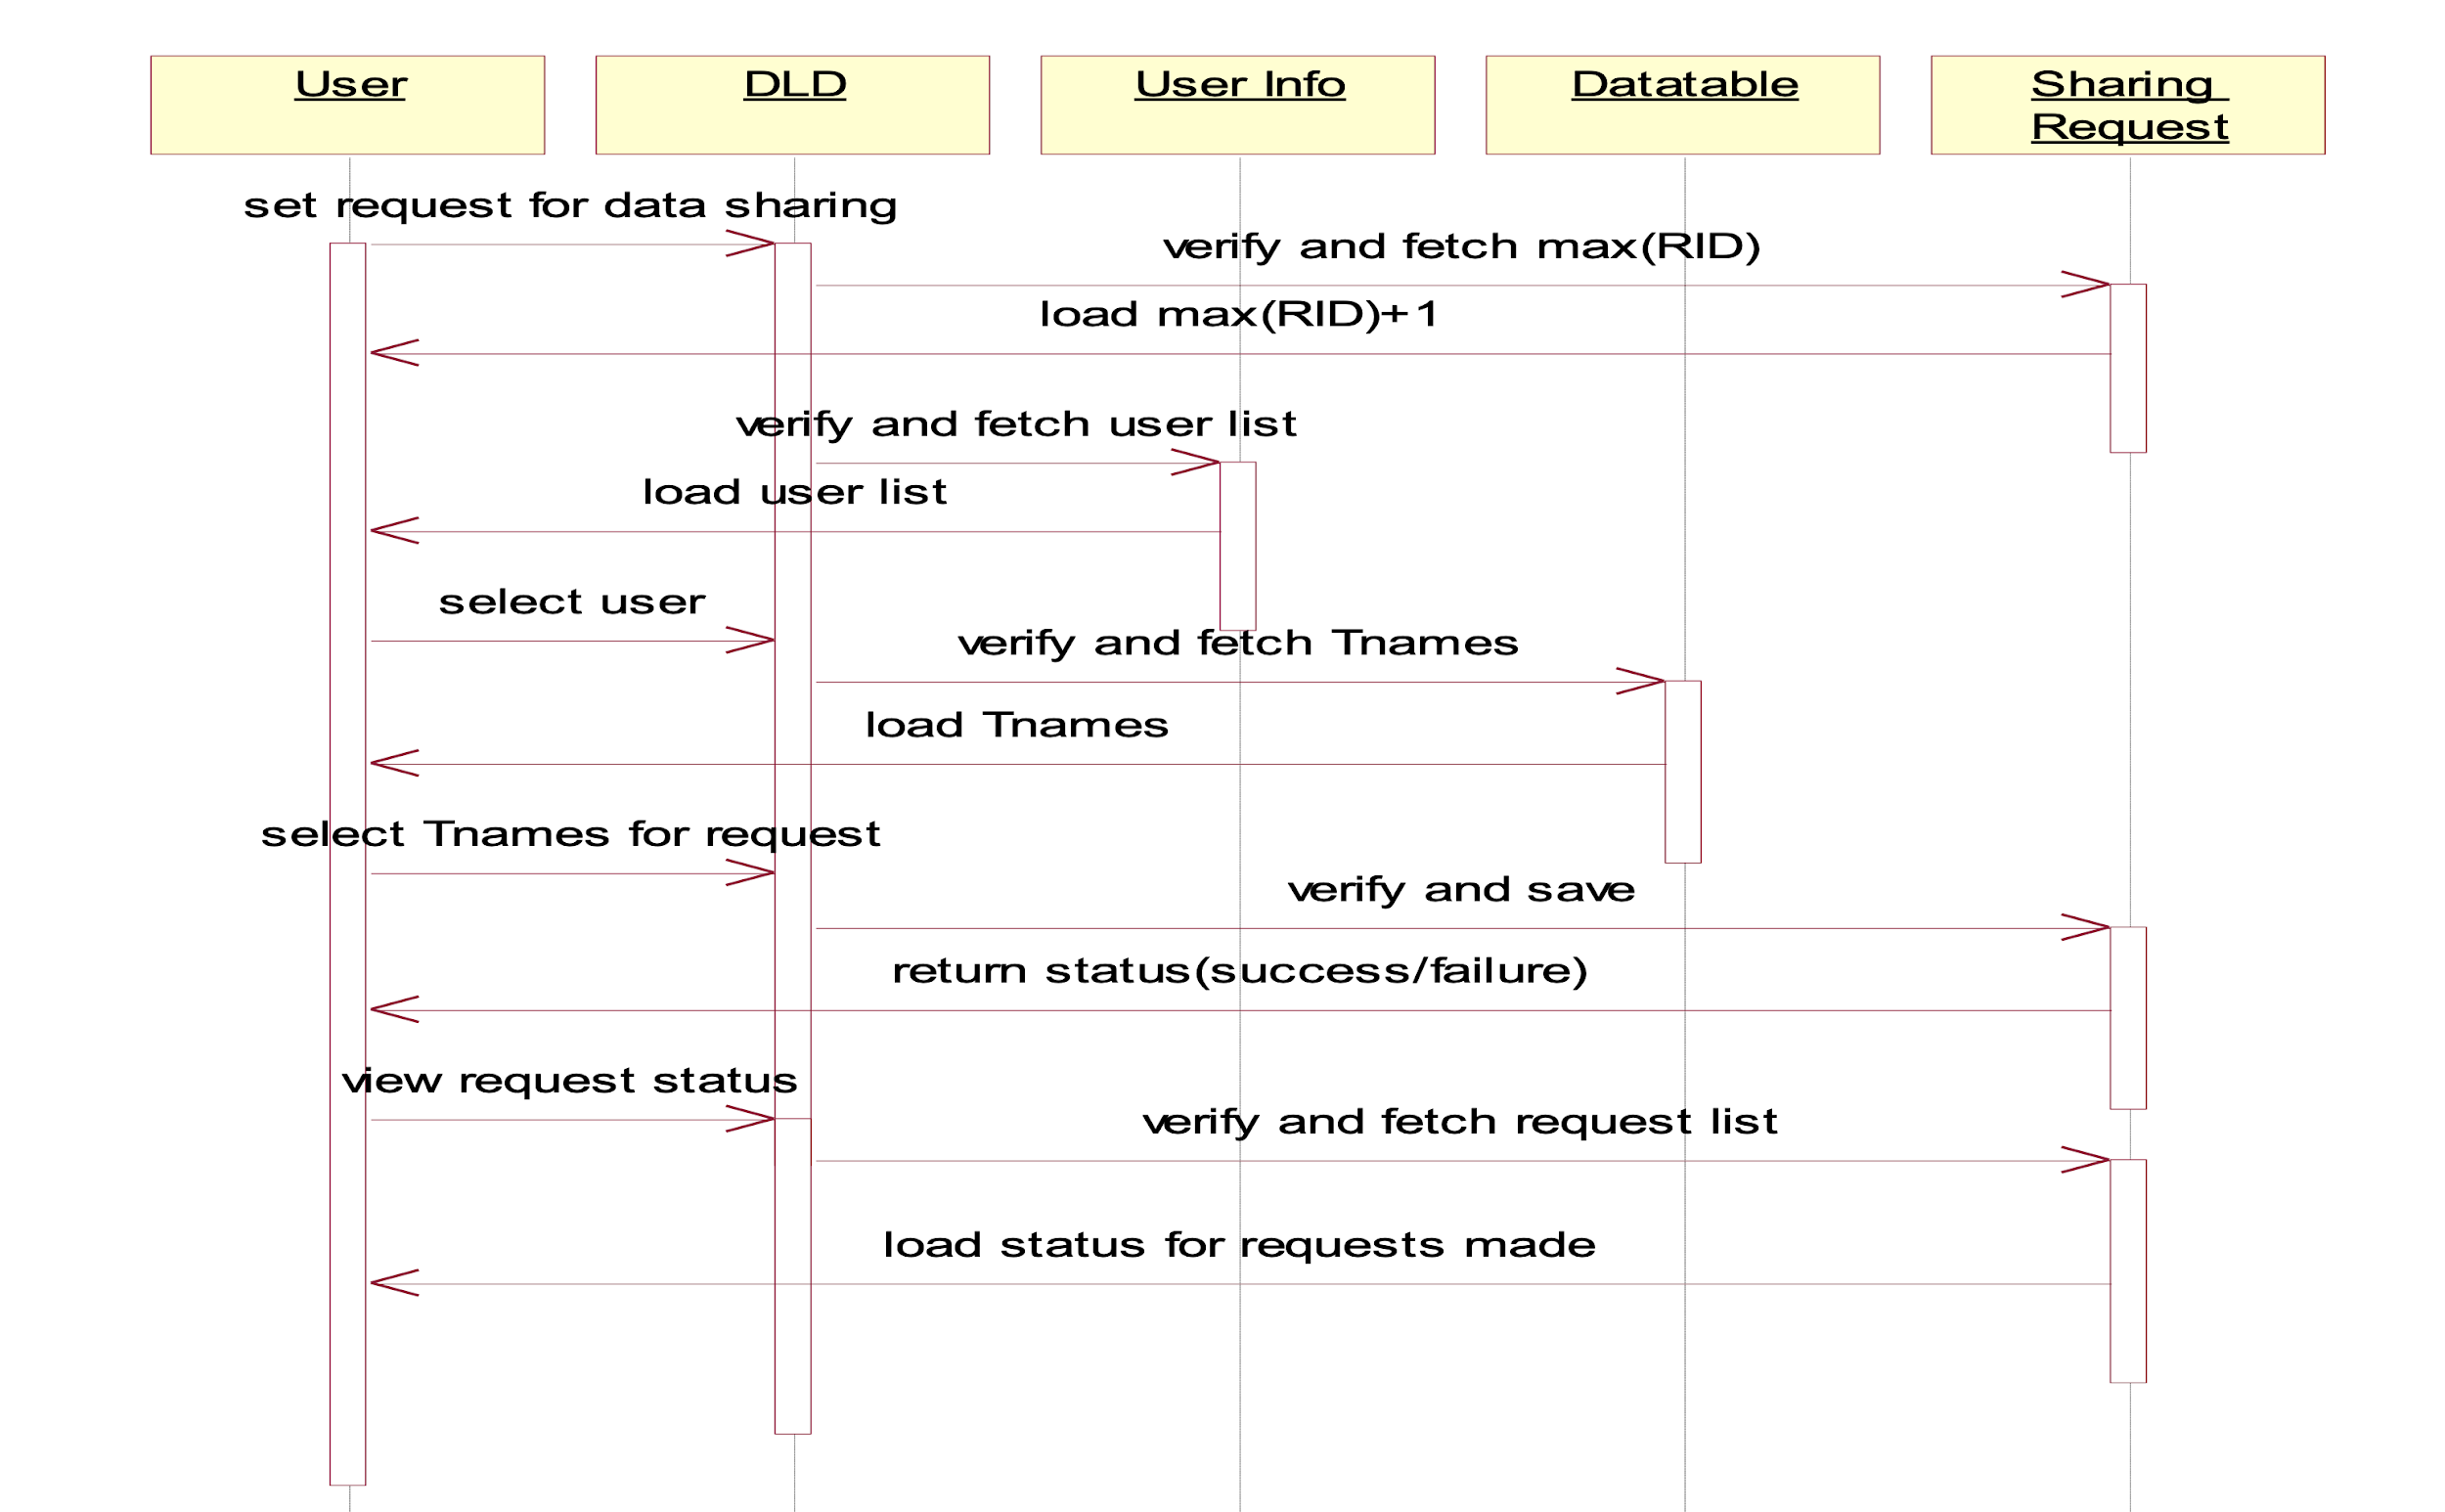 User
DLD
User Info
Datatable
Sharing
Request
set request for data sharing
verify and fetch max(RID)
load max(RID)+1
verify and fetch user list
load user list
select user
verify and fetch Tnames
load Tnames
select Tnames for request
verify and save
return status(success/failure)
view request status
verify and fetch request list
load status for requests made